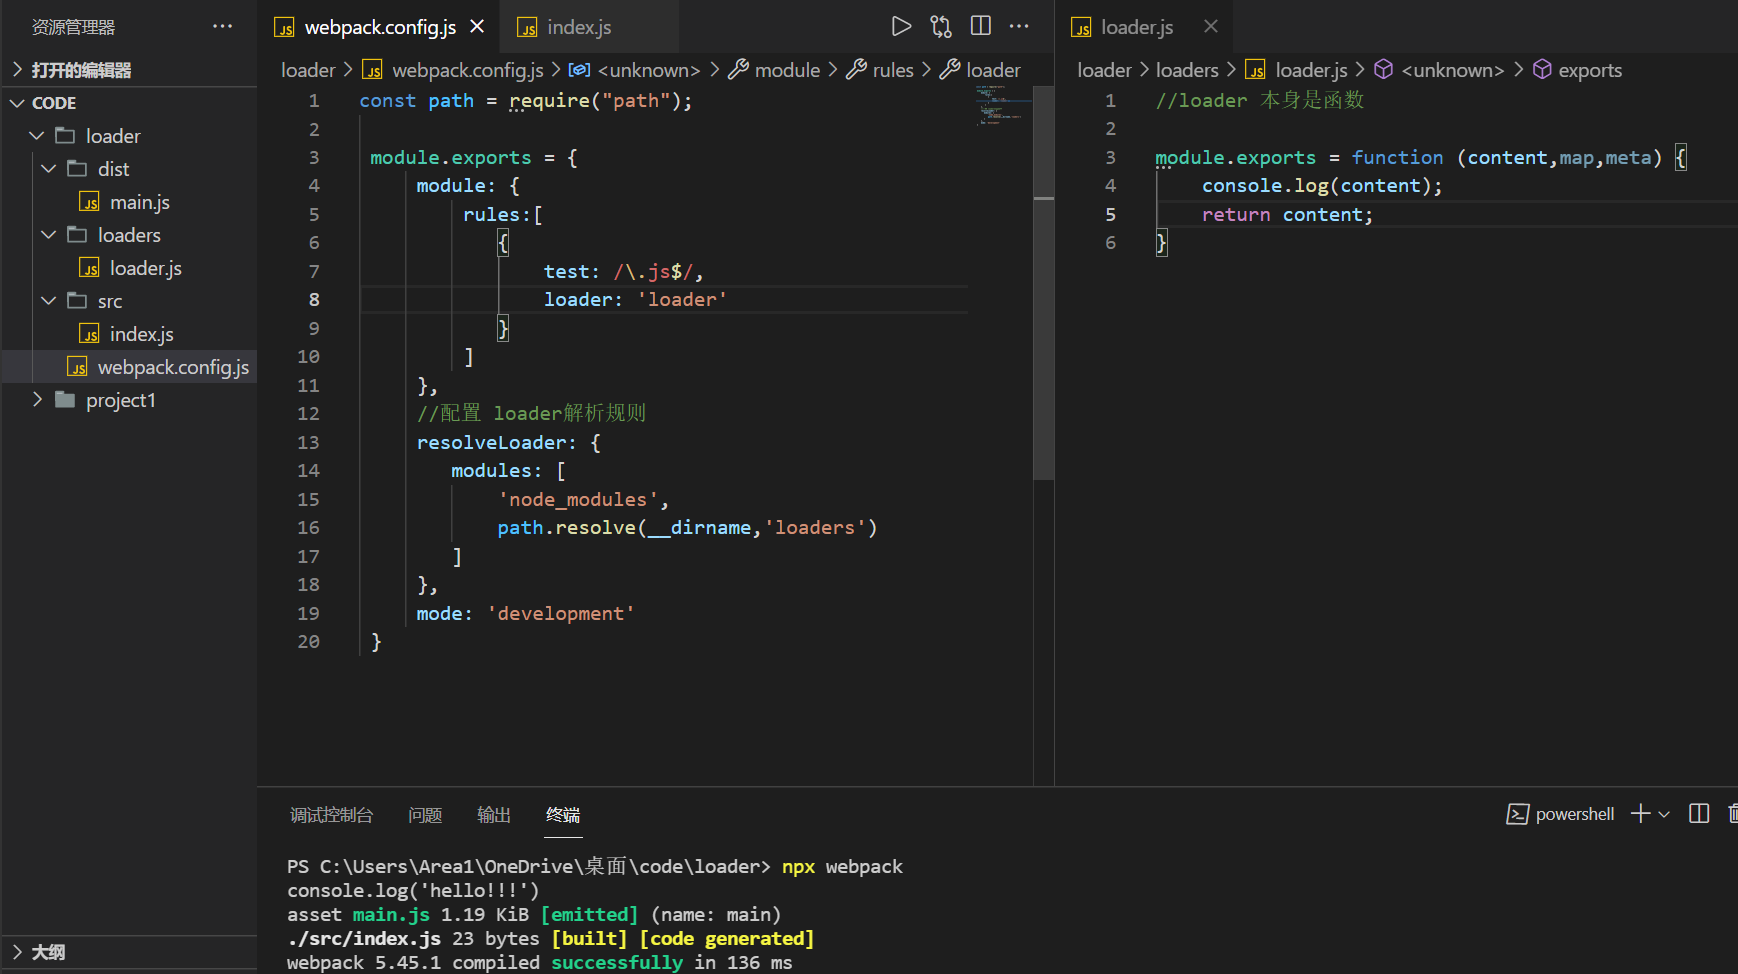 资源管理器 ···
打开的编辑器
CODE
loader
dist
JS main.js
loaders
JS loader.js
src
JS index.js
JS webpack.config.js
project1
大纲
JS webpack.config.js
JS index.js
loader > JS webpack.config.js > <unknown> > module > rules > loader
1 const path = require("path");
2
3 module.exports = {
4 module: {
5 rules:[
6 {
7 test: /\.js$/,
8 loader: 'loader'
9 }
10 ]
11 },
12 //配置 loader解析规则
13 resolveLoader: {
14 modules: [
15 'node_modules',
16 path.resolve(__dirname,'loaders')
17 ]
18 },
19 mode: 'development'
20 }
JS loader.js
loader > loaders > JS loader.js > <unknown> > exports
1 //loader 本身是函数
2
3 module.exports = function (content,map,meta) {
4 console.log(content);
5 return content;
6 }
调试控制台 问题 输出 终端
powershell
PS C:\Users\Area1\OneDrive\桌面\code\loader> npx webpack
console.log('hello!!!')
asset main.js 1.19 KiB [emitted] (name: main)
./src/index.js 23 bytes [built] [code generated]
webpack 5.45.1 compiled successfully in 136 ms